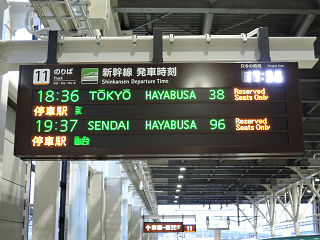 11 のりば 新幹線 発車時刻
Track Shinkansen Departure Time
18:36 TŌKYŌ HAYABUSA 38 Reserved Seats Only
停車駅
19:37 SENDAI HAYABUSA 96 Reserved Seats Only
停車駅 仙台
11